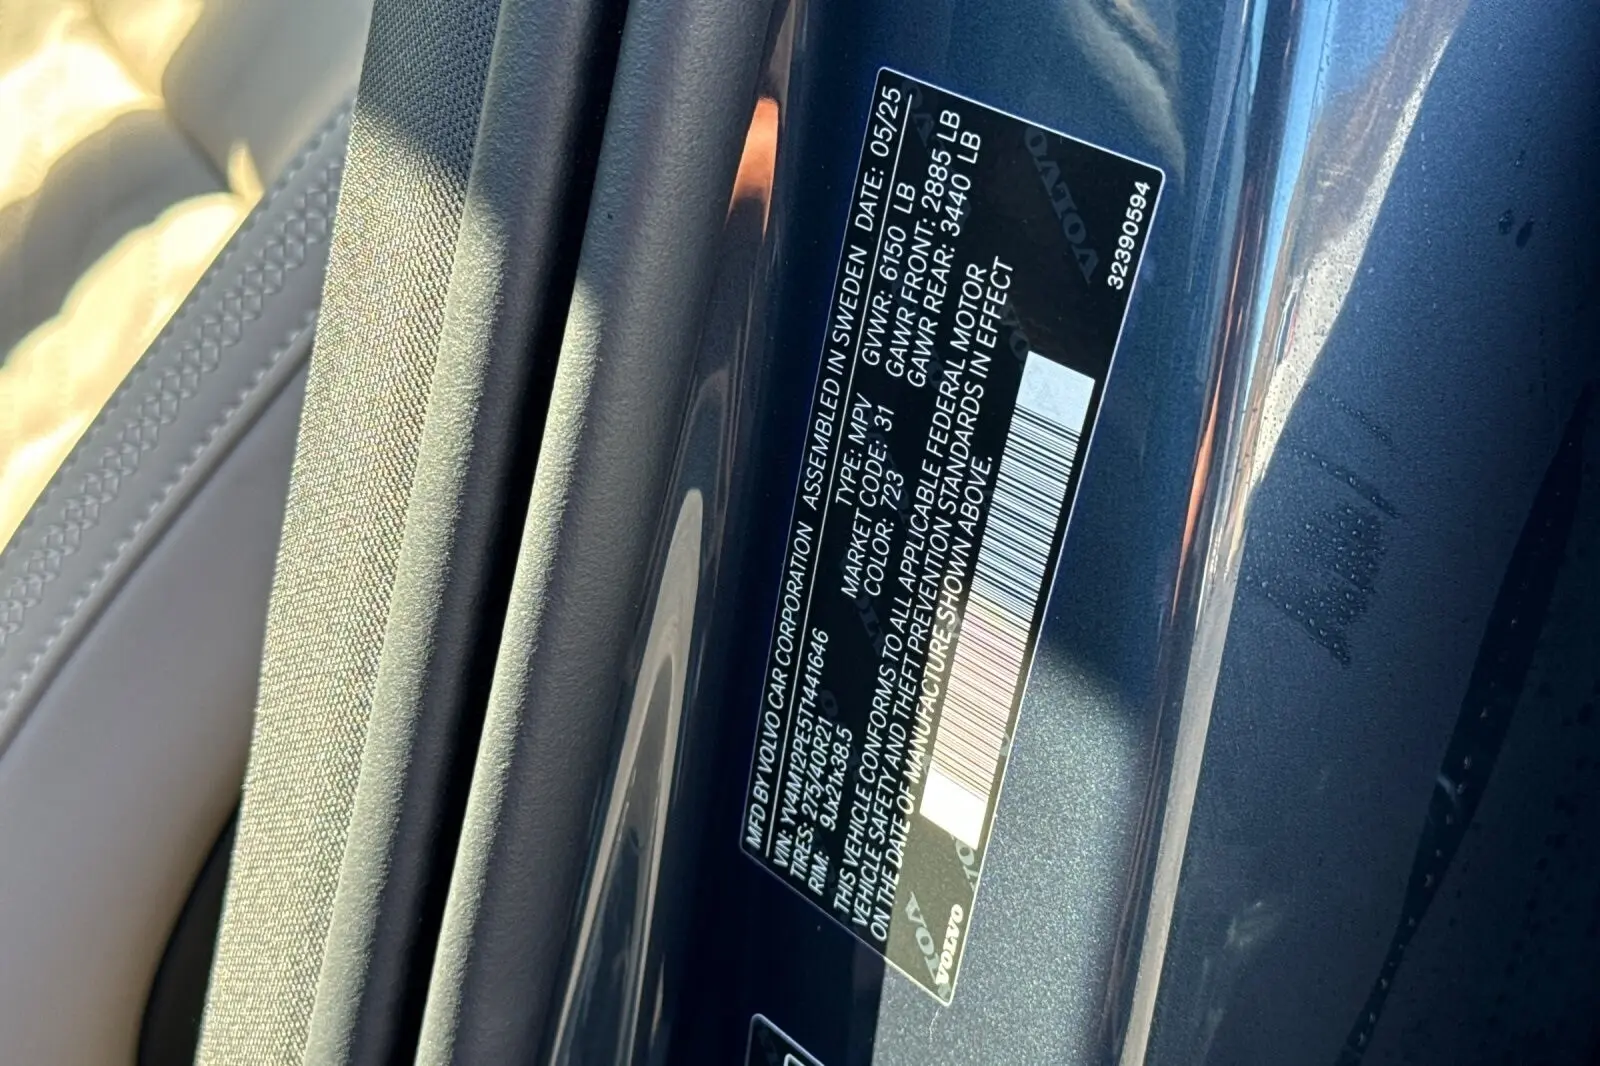 MFD BY VOLVO CAR CORPORATION ASSEMBLED IN SWEDEN DATE: 05/25
VIN: YV4M12PE5T1441646 TYPE: MPV GVWR: 6150 LB
TIRES: 275/40R21 MARKET CODE: 31 GAWR FRONT: 2885 LB
RIM: 9Jx21x38.5 COLOR: 723 GAWR REAR: 3440 LB
THIS VEHICLE CONFORMS TO ALL APPLICABLE FEDERAL MOTOR
VEHICLE SAFETY AND THEFT PREVENTION STANDARDS IN EFFECT
ON THE DATE OF MANUFACTURE SHOWN ABOVE.
VOLVO
VOLVO
32390594